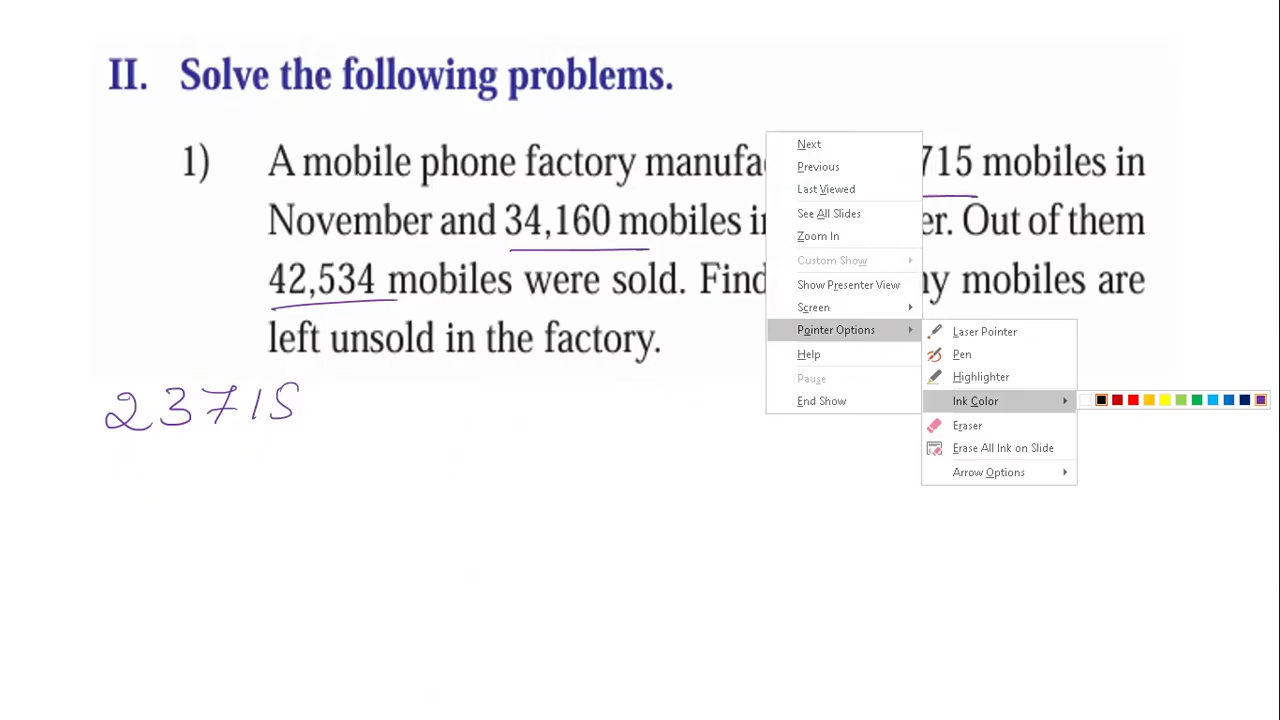 II. Solve the following problems.
1) A mobile phone factory manufa 715 mobiles in
November and 34,160 mobiles in er. Out of them
42,534 mobiles were sold. Find y mobiles are
left unsold in the factory.
23715
Next
Previous
Last Viewed
See All Slides
Zoom In
Custom Show
Show Presenter View
Screen
Pointer Options
Help
Pause
End Show
Laser Pointer
Pen
Highlighter
Ink Color
Eraser
Erase All Ink on Slide
Arrow Options